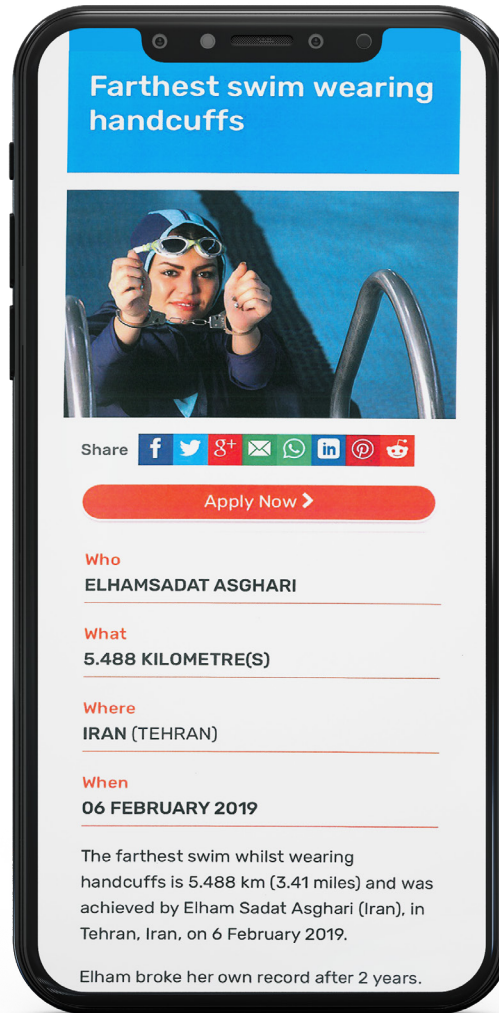 Farthest swim wearing
handcuffs
Share
Apply Now
Who
ELHAMSADAT ASGHARI
What
5.488 KILOMETRE(S)
Where
IRAN (TEHRAN)
When
06 FEBRUARY 2019
The farthest swim whilst wearing
handcuffs is 5.488 km (3.41 miles) and was
achieved by Elham Sadat Asghari (Iran), in
Tehran, Iran, on 6 February 2019.
Elham broke her own record after 2 years.